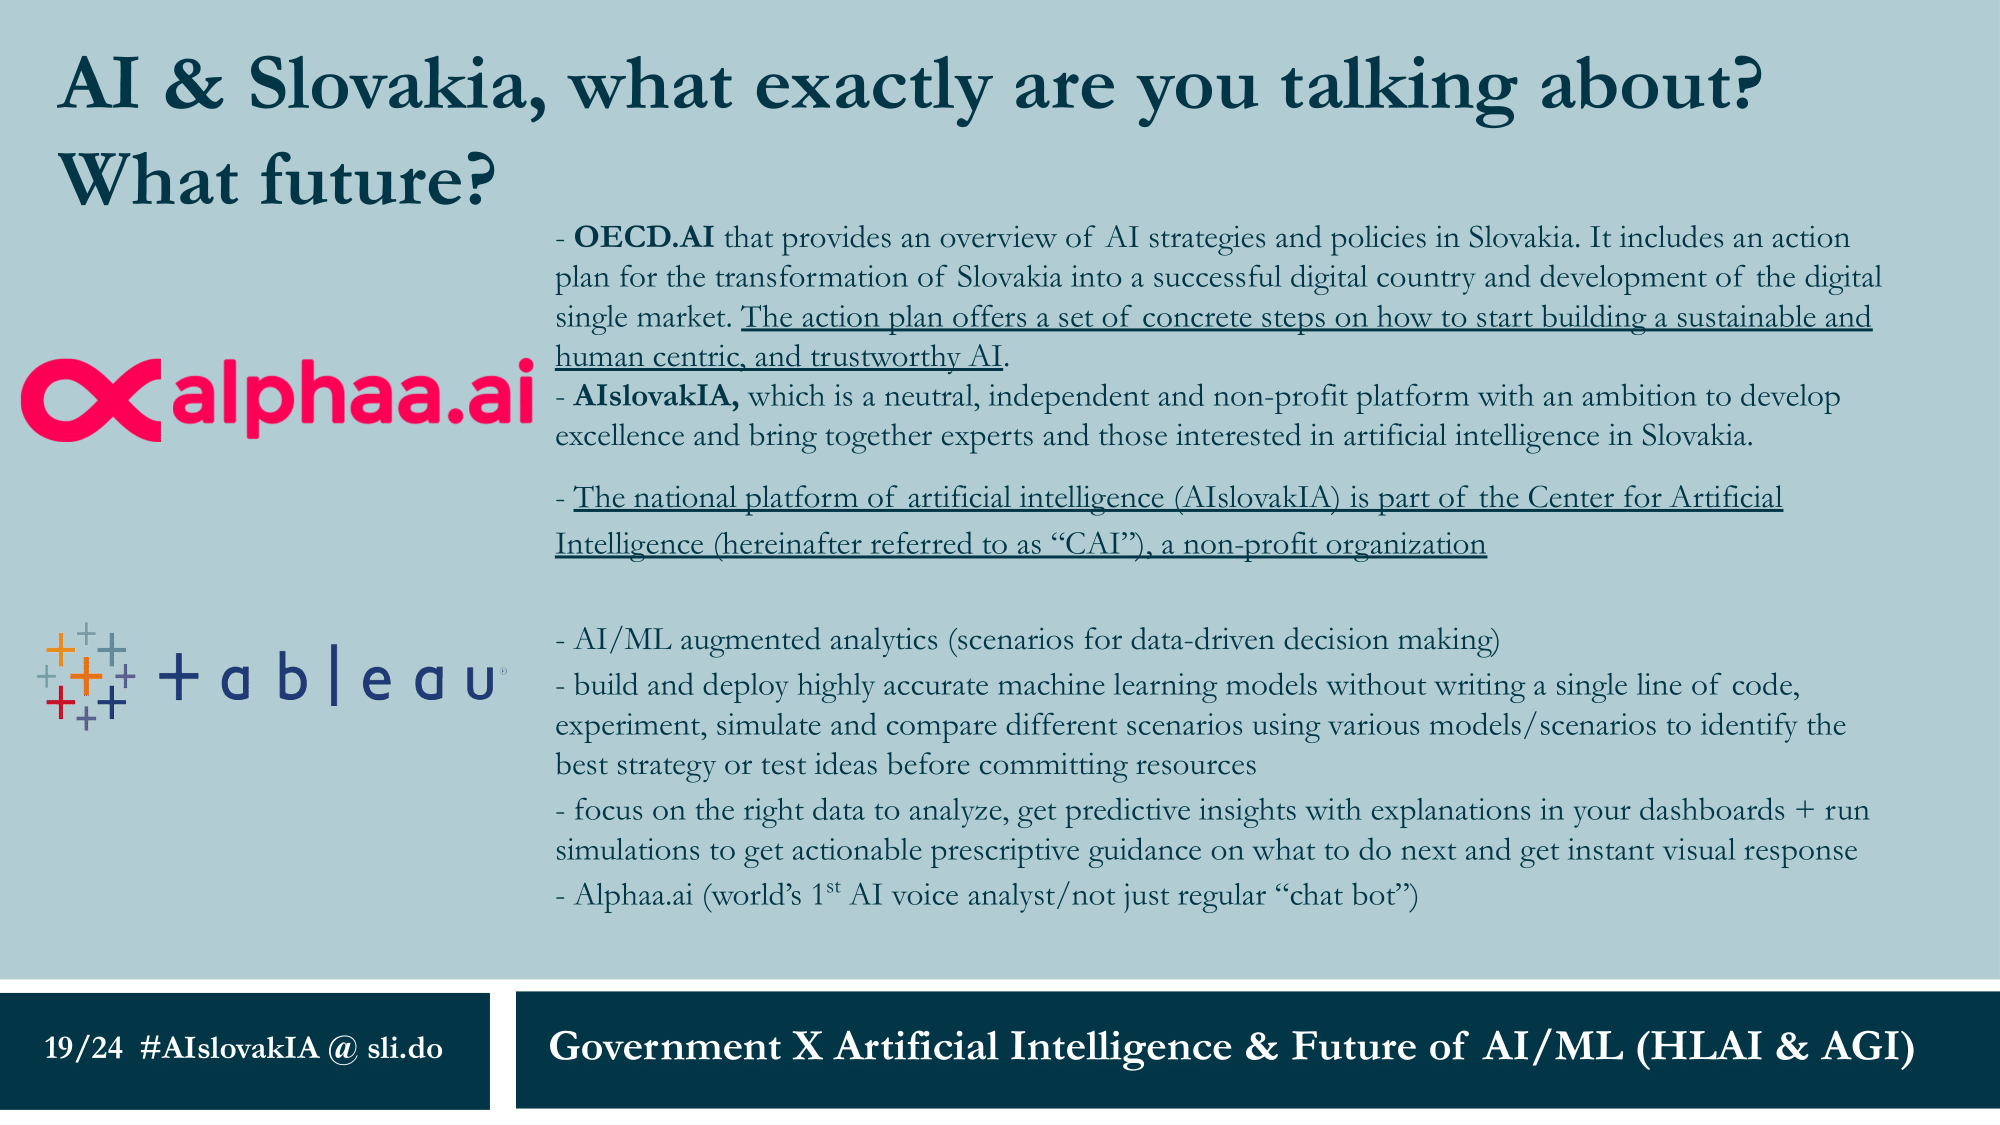 AI & Slovakia, what exactly are you talking about?
What future?
- OECD.AI that provides an overview of AI strategies and policies in Slovakia. It includes an action
plan for the transformation of Slovakia into a successful digital country and development of the digital
single market. The action plan offers a set of concrete steps on how to start building a sustainable and
human centric, and trustworthy AI.
- AIslovakIA, which is a neutral, independent and non-profit platform with an ambition to develop
excellence and bring together experts and those interested in artificial intelligence in Slovakia.
- The national platform of artificial intelligence (AIslovakIA) is part of the Center for Artificial
Intelligence (hereinafter referred to as “CAI”), a non-profit organization
alphaa.ai
+ableau®
- AI/ML augmented analytics (scenarios for data-driven decision making)
- build and deploy highly accurate machine learning models without writing a single line of code,
experiment, simulate and compare different scenarios using various models/scenarios to identify the
best strategy or test ideas before committing resources
- focus on the right data to analyze, get predictive insights with explanations in your dashboards + run
simulations to get actionable prescriptive guidance on what to do next and get instant visual response
- Alphaa.ai (world’s 1st AI voice analyst/not just regular “chat bot”)
19/24 #AIslovakIA @ sli.do
Government X Artificial Intelligence & Future of AI/ML (HLAI & AGI)